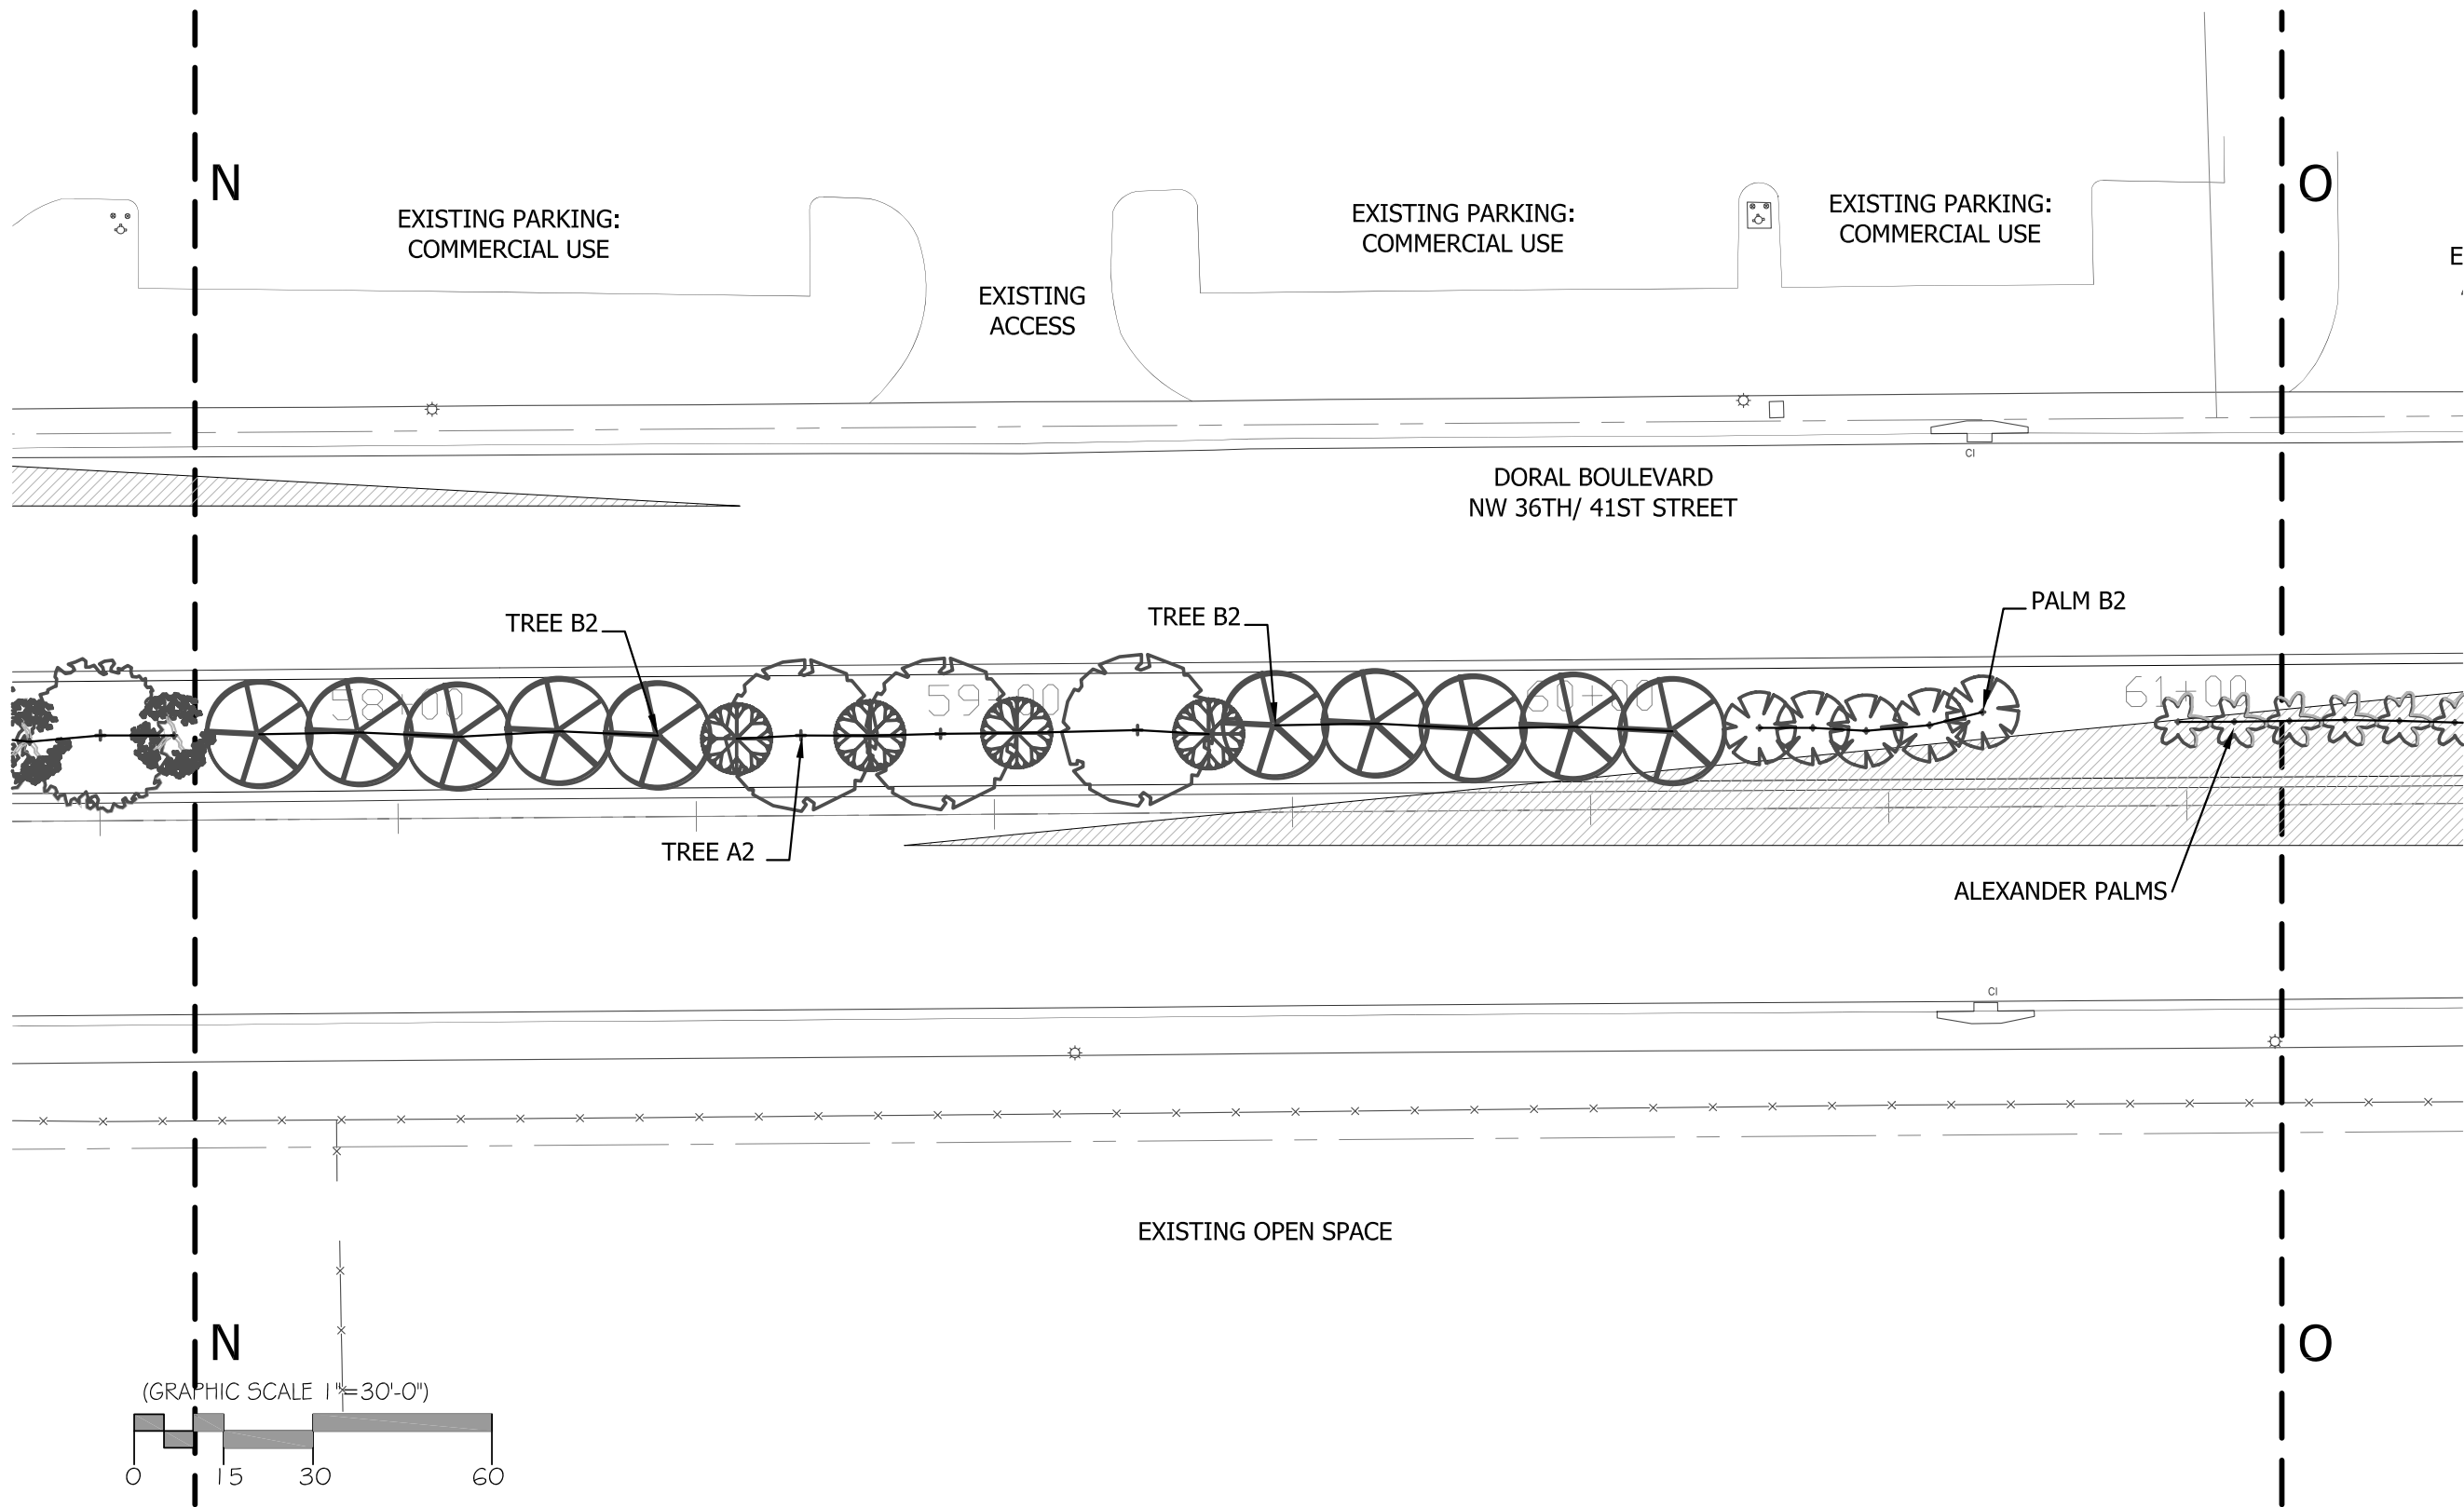 N
O
EXISTING PARKING:
COMMERCIAL USE
EXISTING PARKING:
COMMERCIAL USE
EXISTING PARKING:
COMMERCIAL USE
E
EXISTING
ACCESS
CI
DORAL BOULEVARD
NW 36TH/ 41ST STREET
TREE B2
TREE B2
PALM B2
58+00
59+00
60+00
61+00
TREE A2
ALEXANDER PALMS
CI
EXISTING OPEN SPACE
N
O
(GRAPHIC SCALE 1"=30'-0")
0 15 30 60